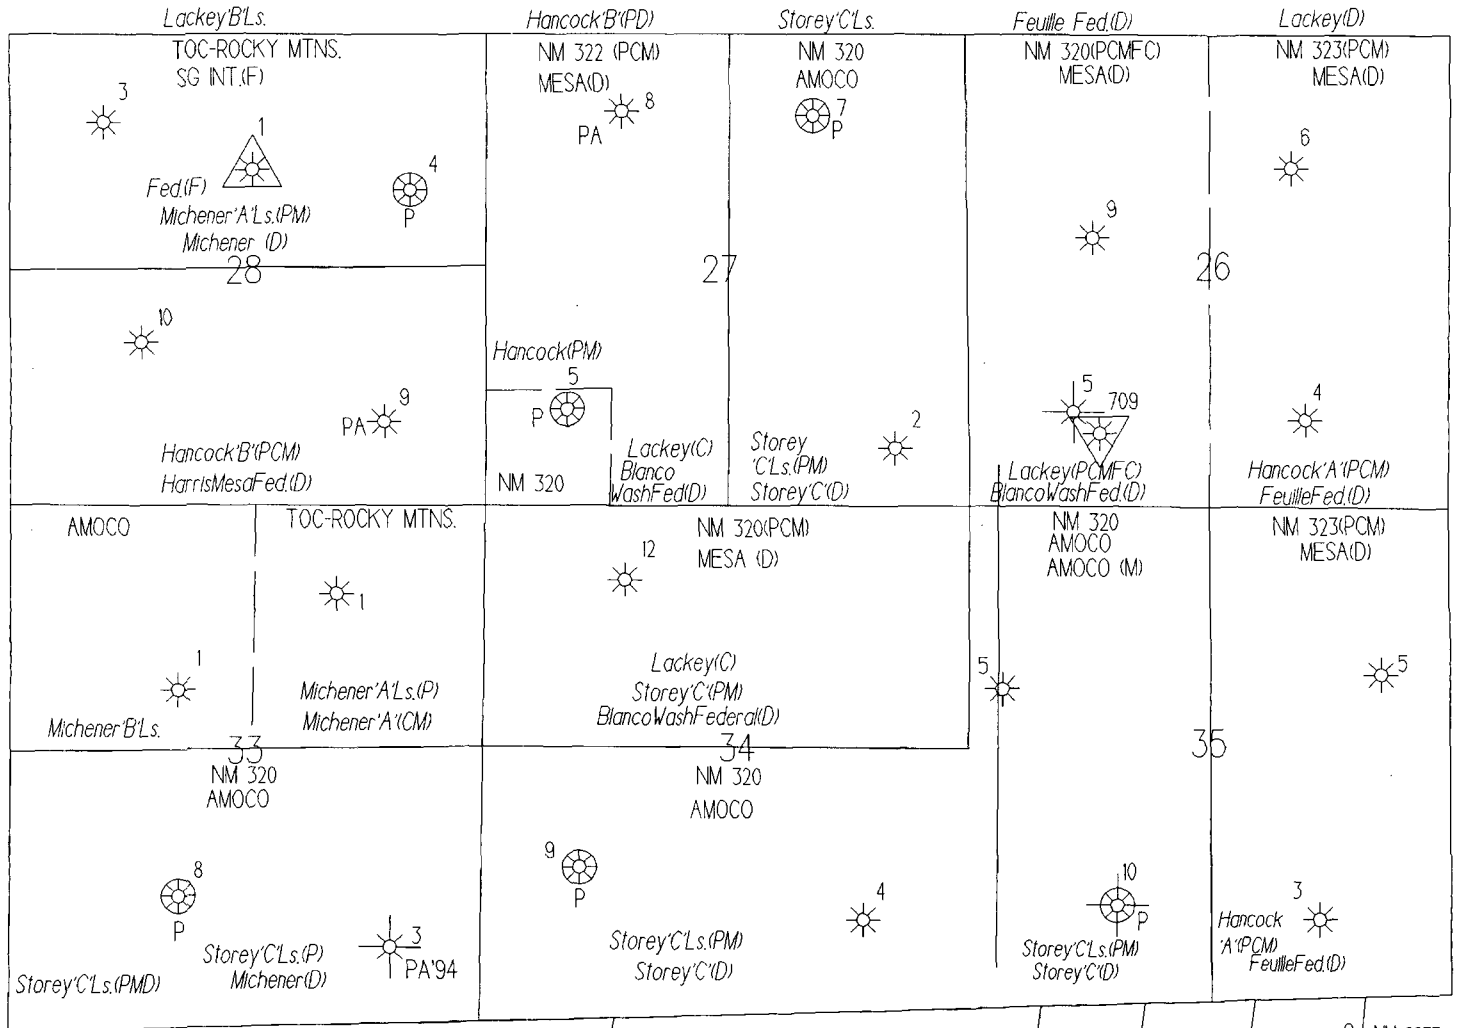 Lackey'B'Ls.
Hancock'B'(PD)
Storey'C'Ls.
Feuille Fed.(D)
Lackey(D)
TOC-ROCKY MTNS.
SG INT.(F)
3
1
4
P
Fed.(F)
Michener'A'Ls.(PM)
Michener (D)
28
10
9
PA
Hancock'B'(PCM)
HarrisMesaFed.(D)
NM 322 (PCM)
MESA(D)
8
PA
27
Hancock(PM)
5
P
NM 320
Lackey(C)
Blanco
WashFed(D)
NM 320
AMOCO
7
P
2
Storey
'C'Ls.(PM)
Storey'C'(D)
NM 320(PCMFC)
MESA(D)
9
5
709
Lackey(PCMFC)
BlancoWashFed.(D)
26
NM 323(PCM)
MESA(D)
6
4
Hancock'A'(PCM)
FeuilleFed.(D)
AMOCO
1
Michener'B'Ls.
TOC-ROCKY MTNS.
1
Michener'A'Ls.(P)
Michener'A'(CM)
33
NM 320
AMOCO
8
P
3
PA'94
Storey'C'Ls.(P)
Michener(D)
Storey'C'Ls.(PMD)
NM 320(PCM)
MESA (D)
12
Lackey(C)
Storey'C'(PM)
BlancoWashFederal(D)
34
NM 320
AMOCO
9
P
4
Storey'C'Ls.(PM)
Storey'C'(D)
NM 320
AMOCO
AMOCO (M)
5
35
10
P
Storey'C'Ls.(PM)
Storey'C'(D)
NM 323(PCM)
MESA(D)
5
3
Hancock
'A'(PCM)
FeuilleFed.(D)